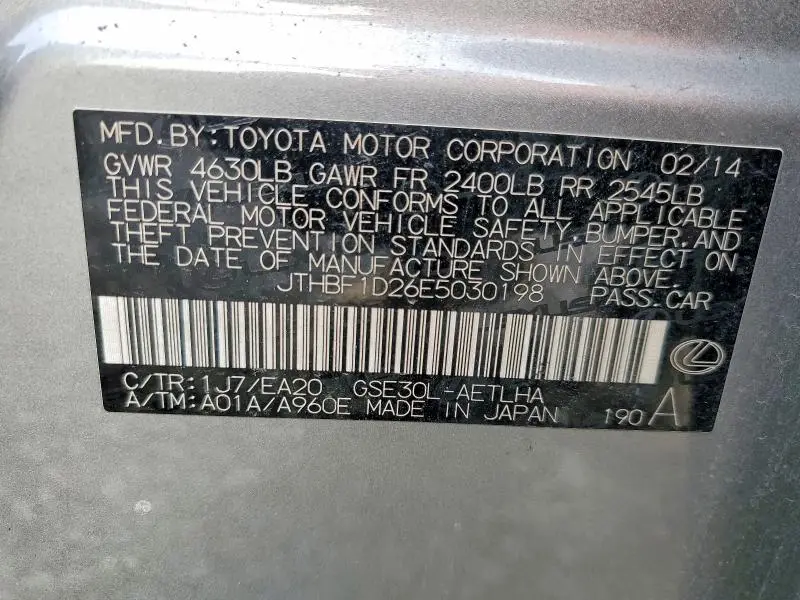 MFD.BY:TOYOTA MOTOR CORPORATION 02/14
GVWR 4630LB GAWR FR 2400LB RR 2545LB
THIS VEHICLE CONFORMS TO ALL APPLICABLE
FEDERAL MOTOR VEHICLE SAFETY,BUMPER,AND
THEFT PREVENTION STANDARDS IN EFFECT ON
THE DATE OF MANUFACTURE SHOWN ABOVE.
JTHBF1D26E5030198 PASS.CAR
C/TR:1J7/EA20 GSE30L-AETLHA
A/TM:A01A/A960E MADE IN JAPAN 190 A